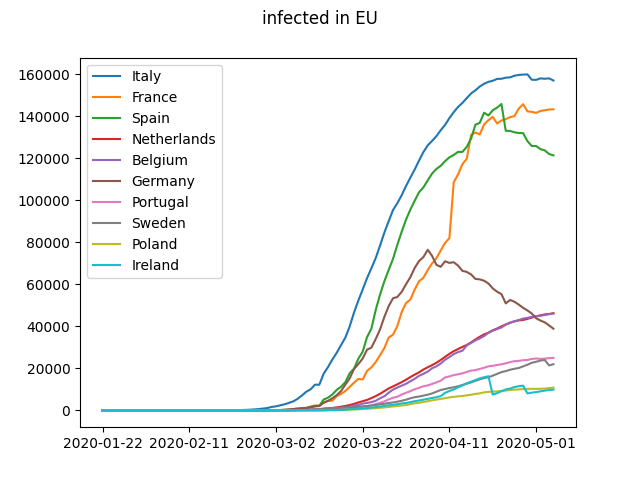 infected in EU
160000
140000
120000
100000
80000
60000
40000
20000
0
Italy
France
Spain
Netherlands
Belgium
Germany
Portugal
Sweden
Poland
Ireland
2020-01-22 2020-02-11 2020-03-02 2020-03-22 2020-04-11 2020-05-01